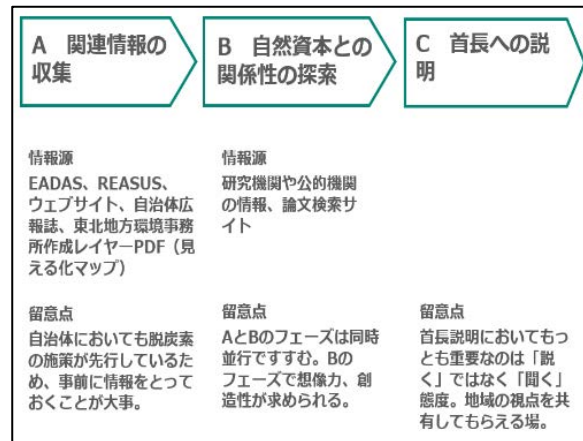 A 関連情報の
収集
B 自然資本との
関係性の探索
C 首長への説
明
情報源
EADAS、REASUS、
ウェブサイト、自治体広
報誌、東北地方環境事務
所作成レイヤーPDF（見
える化マップ）
情報源
研究機関や公的機関
の情報、論文検索サ
イト
留意点
自治体においても脱炭素
の施策が先行しているた
め、事前に情報をとって
おくことが大事。
留意点
AとBのフェーズは同時
並行ですすむ。Bの
フェーズで想像力、創
造性が求められる。
留意点
首長説明においてもっ
とも重要なのは「説
く」ではなく「聞く」
態度。地域の視点を共
有してもらえる場。